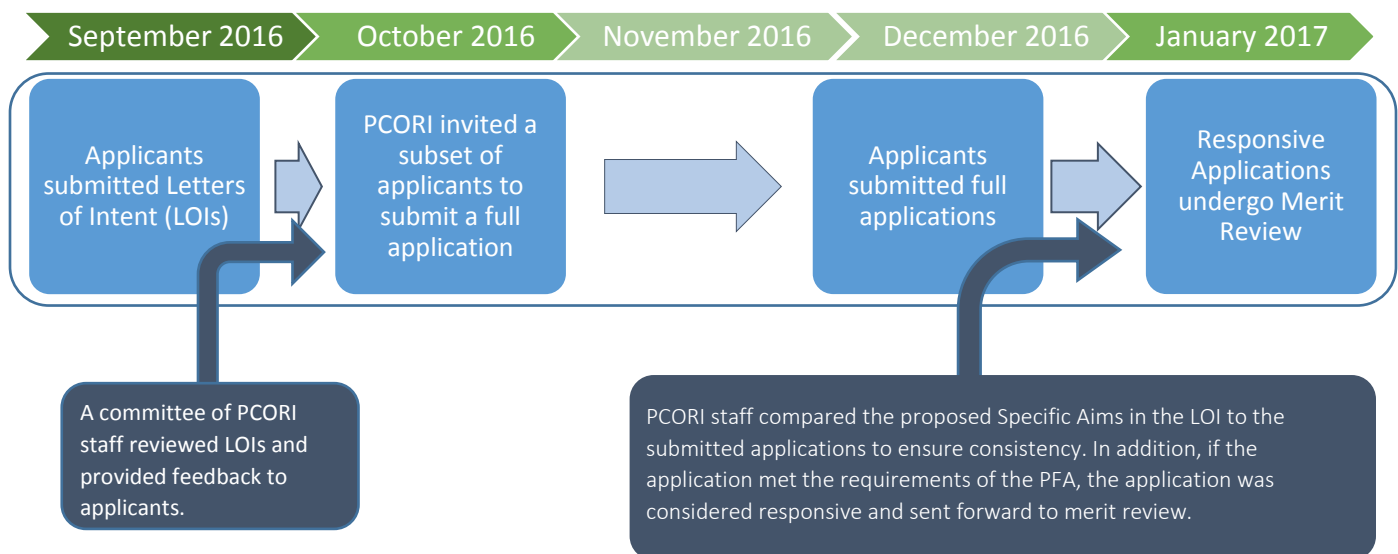 September 2016
October 2016
November 2016
December 2016
January 2017
Applicants
submitted Letters
of Intent (LOIs)
PCORI invited a
subset of
applicants to
submit a full
application
Applicants
submitted full
applications
Responsive
Applications
undergo Merit
Review
A committee of PCORI
staff reviewed LOIs and
provided feedback to
applicants.
PCORI staff compared the proposed Specific Aims in the LOI to the
submitted applications to ensure consistency. In addition, if the
application met the requirements of the PFA, the application was
considered responsive and sent forward to merit review.